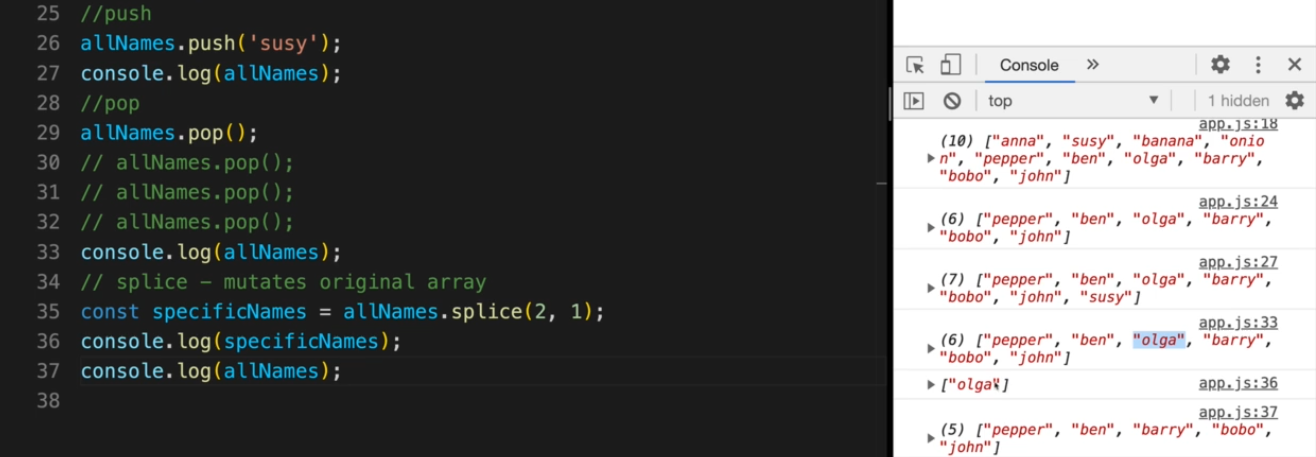 25 //push
26 allNames.push('susy');
27 console.log(allNames);
28 //pop
29 allNames.pop();
30 // allNames.pop();
31 // allNames.pop();
32 // allNames.pop();
33 console.log(allNames);
34 // splice – mutates original array
35 const specificNames = allNames.splice(2, 1);
36 console.log(specificNames);
37 console.log(allNames);
38
Console »
top 1 hidden
app.js:18
(10) ["anna", "susy", "banana", "onio
n", "pepper", "ben", "olga", "barry",
"bobo", "john"]
app.js:24
(6) ["pepper", "ben", "olga", "barry",
"bobo", "john"]
app.js:27
(7) ["pepper", "ben", "olga", "barry",
"bobo", "john", "susy"]
app.js:33
(6) ["pepper", "ben", "olga", "barry",
"bobo", "john"]
["olga"] app.js:36
app.js:37
(5) ["pepper", "ben", "barry", "bobo",
"john"]